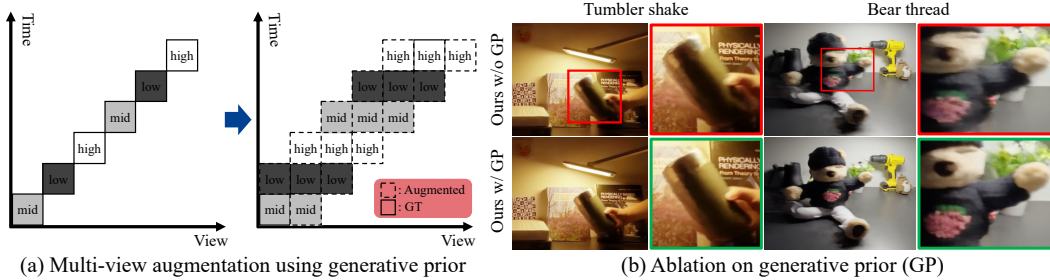 Time
high
low
mid
high
low
mid
View
Time
high high high
low low low
mid mid mid
high high high
low low low
mid mid
: Augmented
: GT
View
(a) Multi-view augmentation using generative prior
Tumbler shake
Bear thread
Ours w/o GP
PHYSICALLY
RENDERING
From Theory to
Ours w/ GP
PHYSICALLY
RENDERING
(b) Ablation on generative prior (GP)